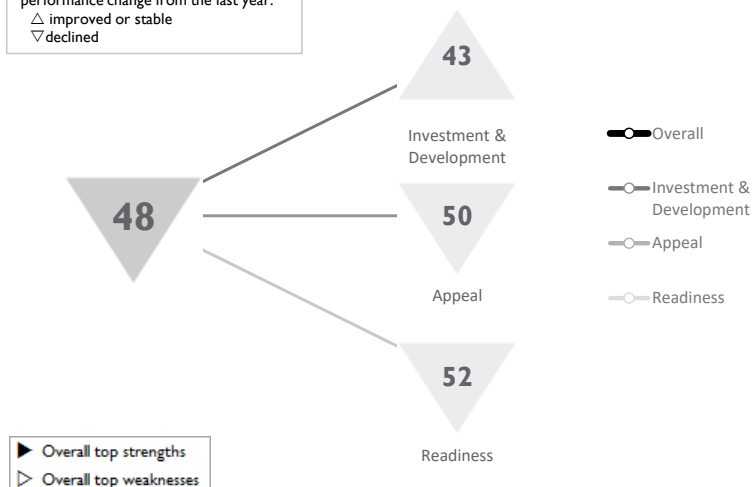 performance change from the last year:
△ improved or stable
▽ declined
43
Investment &
Development
48
50
Appeal
52
Readiness
Overall
Investment &
Development
Appeal
Readiness
▶ Overall top strengths
▷ Overall top weaknesses